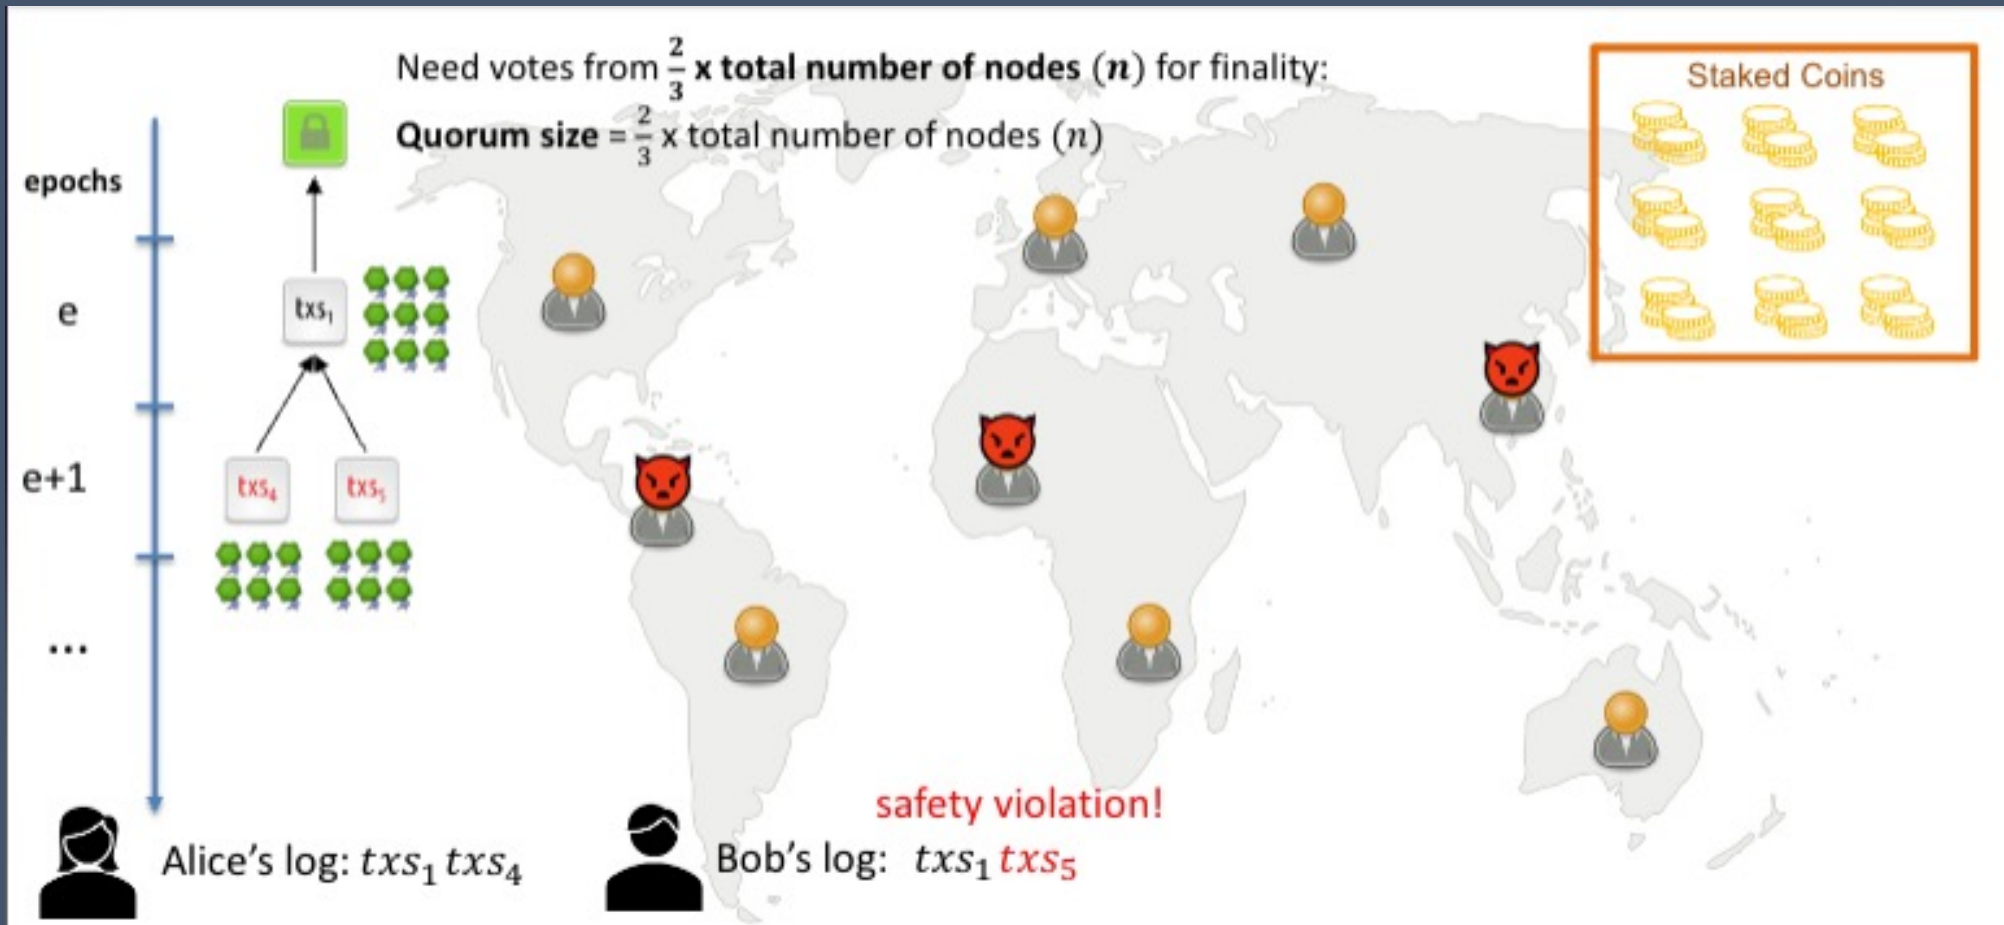 Need votes from 2/3 x total number of nodes (n) for finality:
Quorum size = 2/3 x total number of nodes (n)
Staked Coins
epochs
e
txs₁
e+1
txs₄ txs₅
...
safety violation!
Alice's log: txs₁ txs₄
Bob's log: txs₁ txs₅